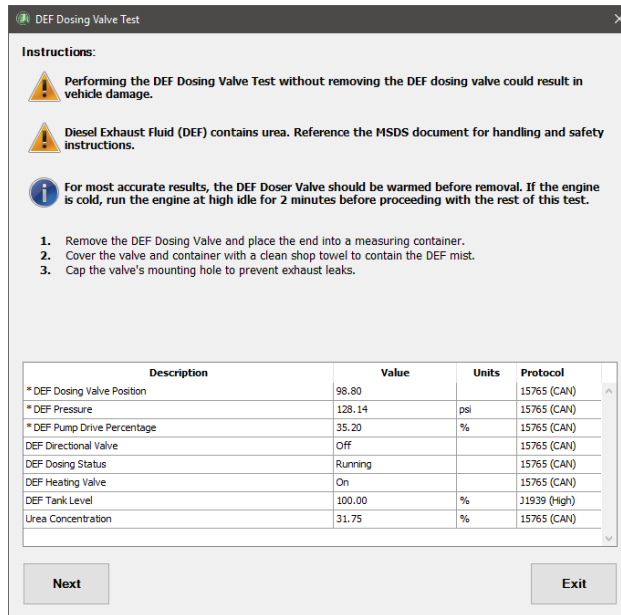 DEF Dosing Valve Test
Instructions:
Performing the DEF Dosing Valve Test without removing the DEF dosing valve could result in
vehicle damage.
Diesel Exhaust Fluid (DEF) contains urea. Reference the MSDS document for handling and safety
instructions.
For most accurate results, the DEF Doser Valve should be warmed before removal. If the engine
is cold, run the engine at high idle for 2 minutes before proceeding with the rest of this test.
1. Remove the DEF Dosing Valve and place the end into a measuring container.
2. Cover the valve and container with a clean shop towel to contain the DEF mist.
3. Cap the valve's mounting hole to prevent exhaust leaks.
Description Value Units Protocol
* DEF Dosing Valve Position 98.80 15765 (CAN)
* DEF Pressure 128.14 psi 15765 (CAN)
* DEF Pump Drive Percentage 35.20 % 15765 (CAN)
DEF Directional Valve Off 15765 (CAN)
DEF Dosing Status Running 15765 (CAN)
DEF Heating Valve On 15765 (CAN)
DEF Tank Level 100.00 % J1939 (High)
Urea Concentration 31.75 % 15765 (CAN)
Next Exit